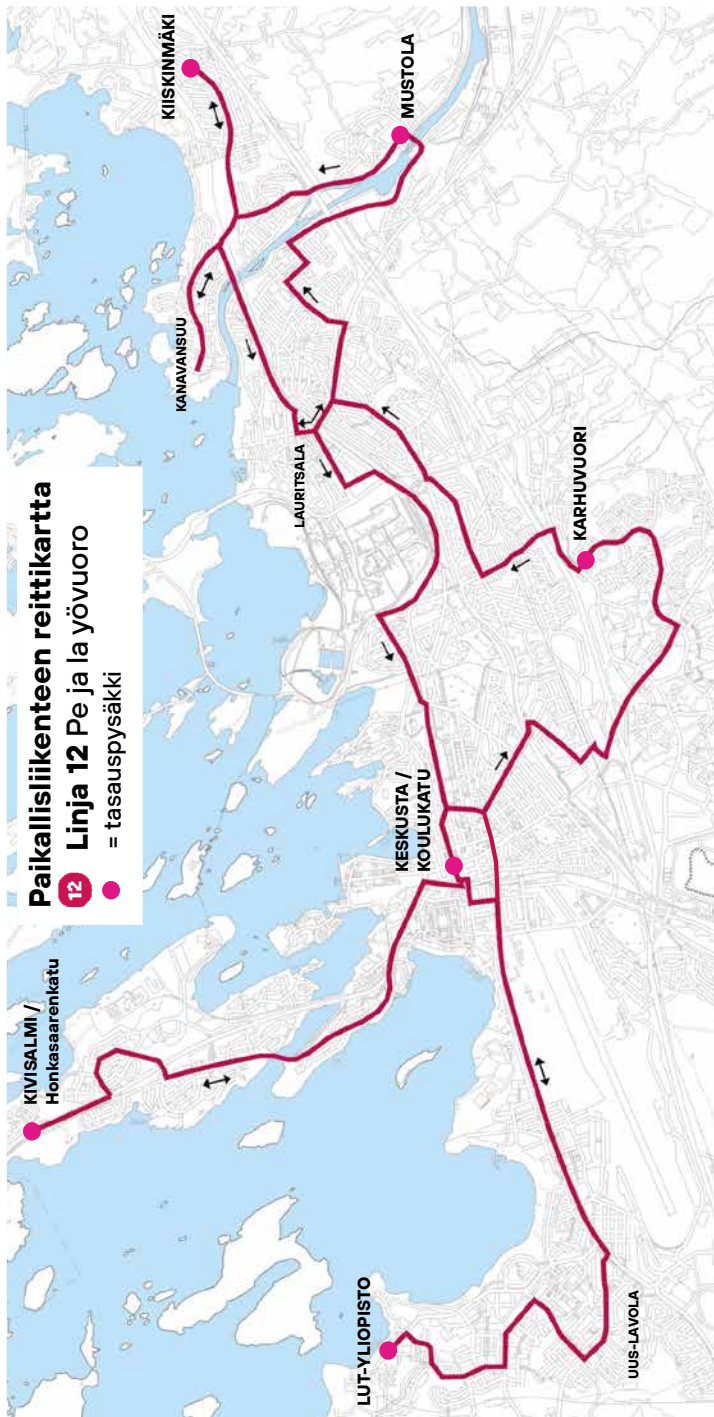 Paikallisliikenteen reittikartta
12 Linja 12 Pe ja la yövuoro
= tasauspysäkki
KIVISALMI /
Honkasaarenkatu
LUT-YLIOPISTO
UUS-LAVOLA
KESKUSTA /
KOULUKATU
KARHUVUORI
LAURITSALA
KANAVANSUU
KIISKINMÄKI
MUSTOLA